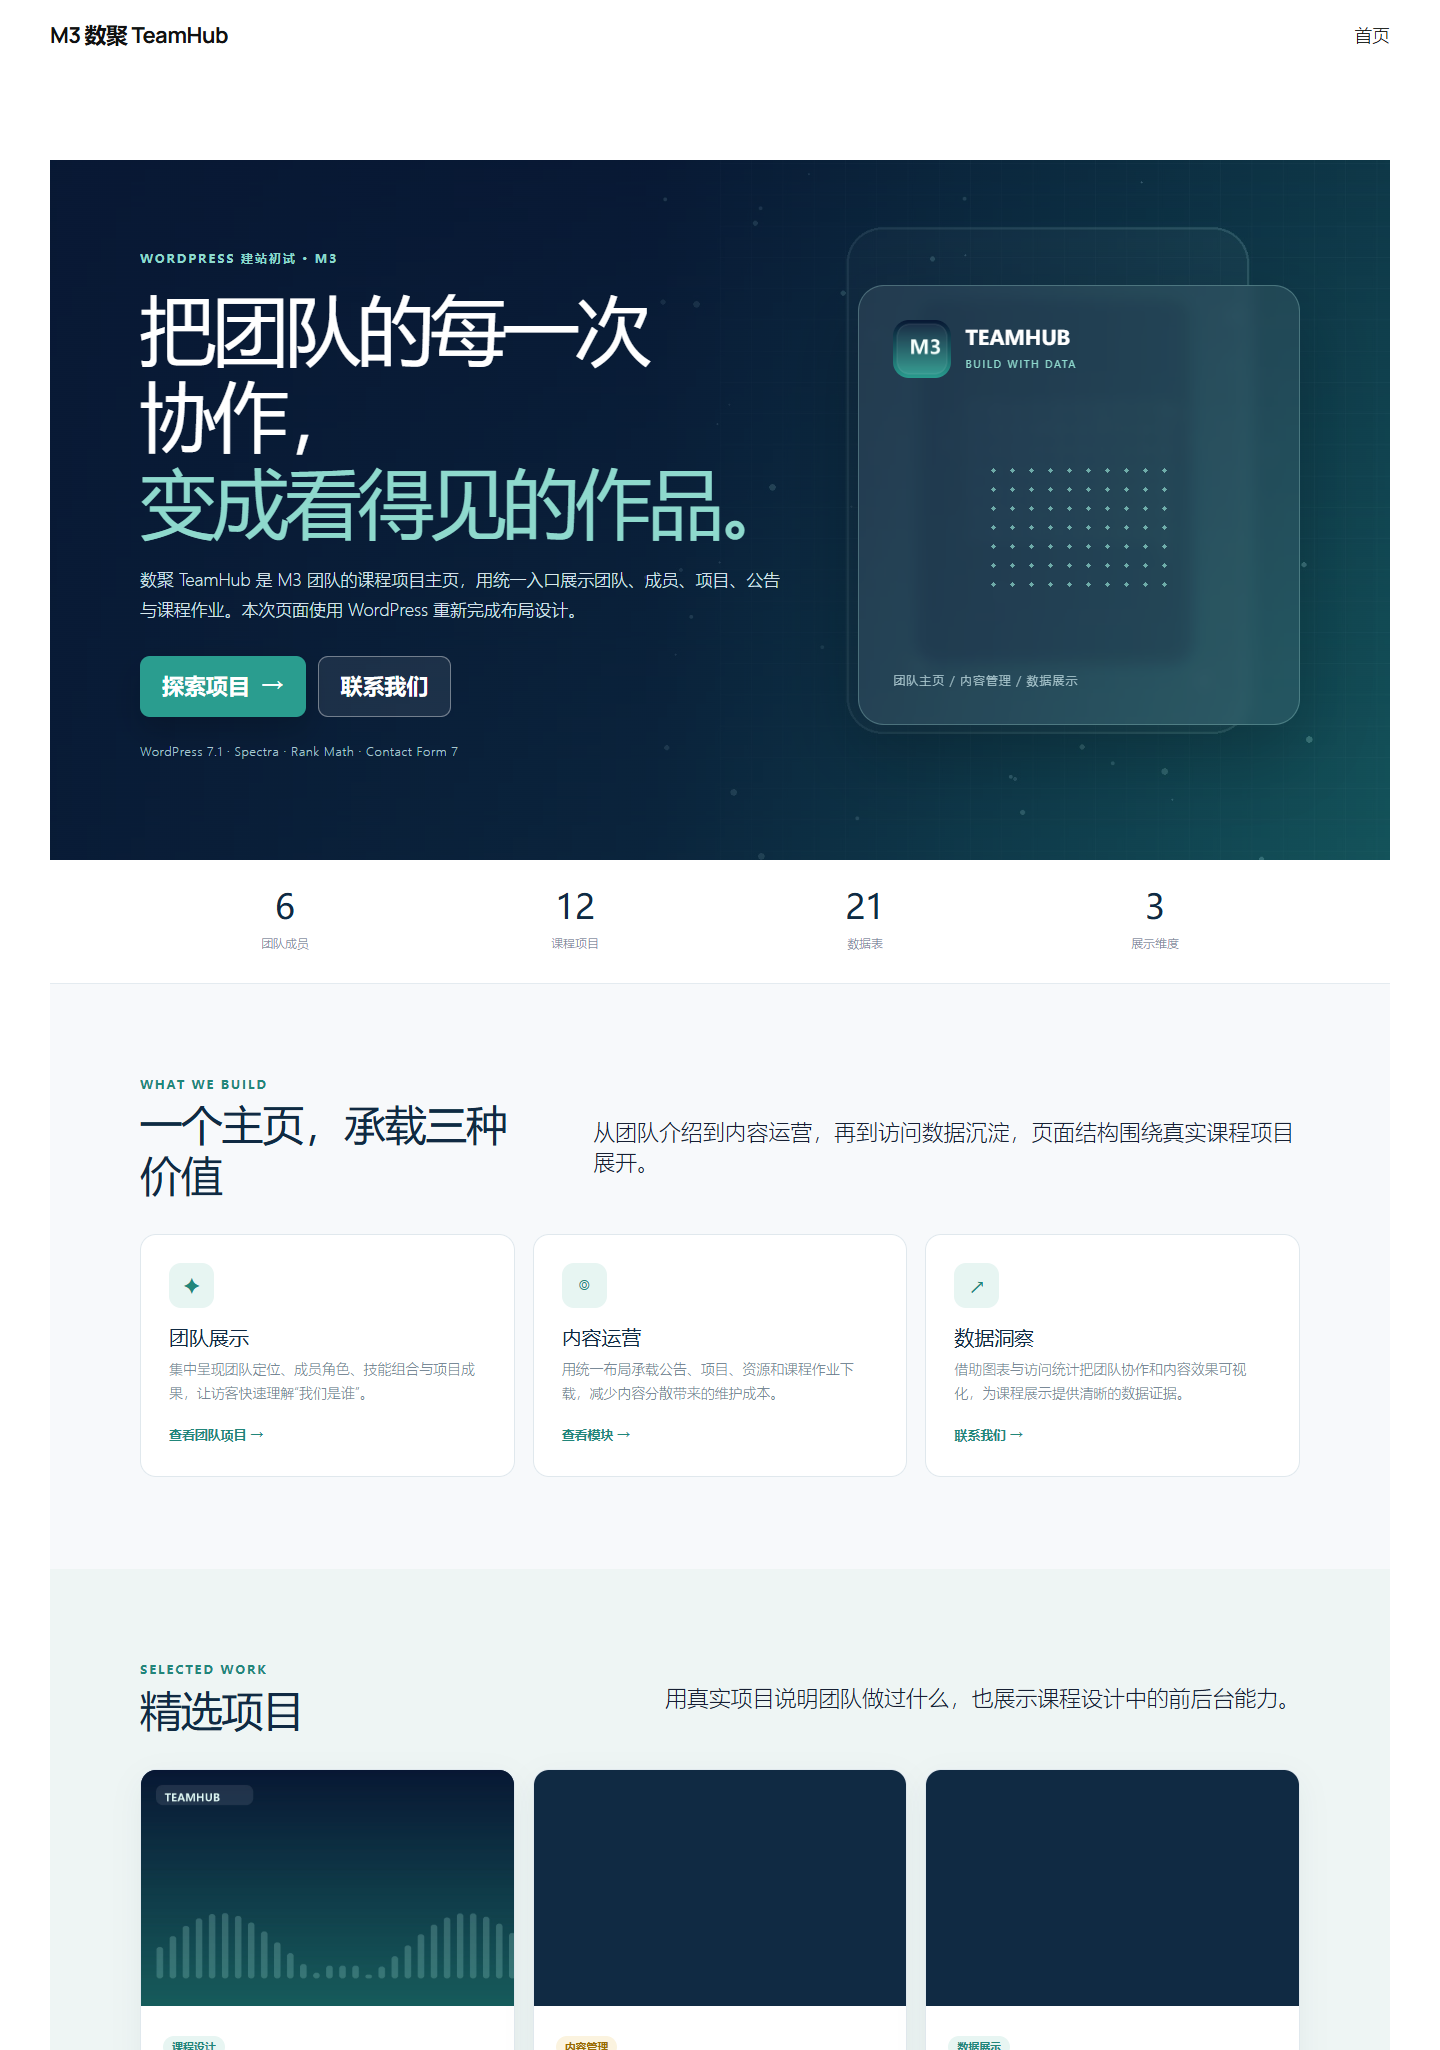 M3 数聚 TeamHub
首页
WORDPRESS 建站初试 • M3
把团队的每一次
协作，
变成看得见的作品。
数聚 TeamHub 是 M3 团队的课程项目主页，用统一入口展示团队、成员、项目、公告
与课程作业。本次页面使用 WordPress 重新完成布局设计。
探索项目 →
联系我们
WordPress 7.1 · Spectra · Rank Math · Contact Form 7
M3
TEAMHUB
BUILD WITH DATA
团队主页 / 内容管理 / 数据展示
6
团队成员
12
课程项目
21
数据表
3
展示维度
WHAT WE BUILD
一个主页，承载三种
价值
从团队介绍到内容运营，再到访问数据沉淀，页面结构围绕真实课程项目
展开。
团队展示
集中呈现团队定位、成员角色、技能组合与项目成
果，让访客快速理解“我们是谁”。
查看团队项目 →
内容运营
用统一布局承载公告、项目、资源和课程作业下
载，减少内容分散带来的维护成本。
查看模块 →
数据洞察
借助图表与访问统计把团队协作和内容效果可视
化，为课程展示提供清晰的数据证据。
联系我们 →
SELECTED WORK
精选项目
用真实项目说明团队做过什么，也展示课程设计中的前后台能力。
TEAMHUB
课程设计
内容管理
数据展示